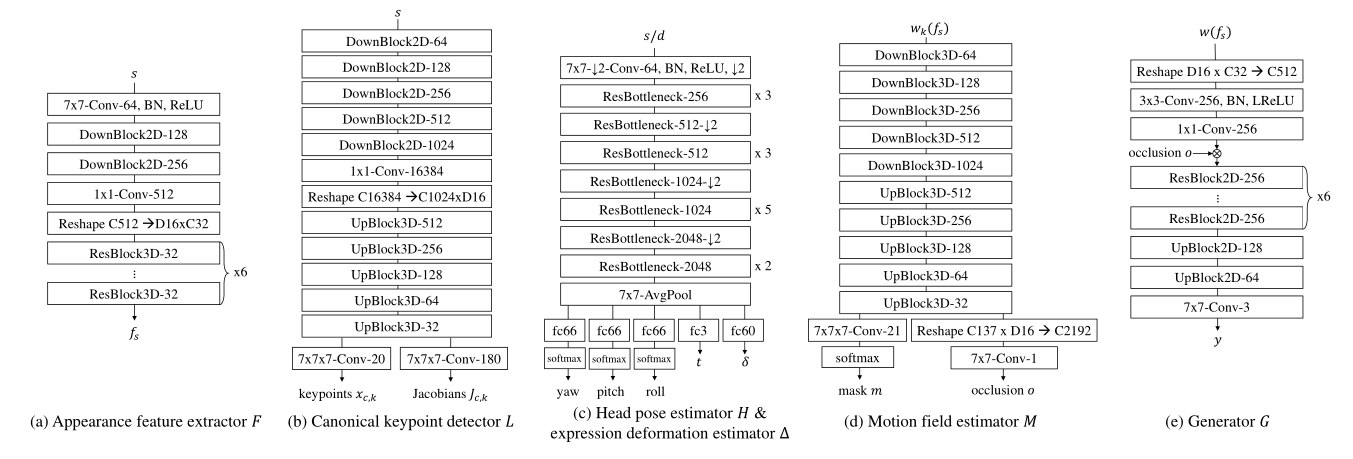 s
7x7-Conv-64, BN, ReLU
DownBlock2D-128
DownBlock2D-256
1x1-Conv-512
Reshape C512 →D16xC32
ResBlock3D-32
⋮
ResBlock3D-32
x6
f_s
(a) Appearance feature extractor F
s
DownBlock2D-64
DownBlock2D-128
DownBlock2D-256
DownBlock2D-512
DownBlock2D-1024
1x1-Conv-16384
Reshape C16384 →C1024xD16
UpBlock3D-512
UpBlock3D-256
UpBlock3D-128
UpBlock3D-64
UpBlock3D-32
7x7x7-Conv-20 7x7x7-Conv-180
keypoints x_{c,k} Jacobians J_{c,k}
(b) Canonical keypoint detector L
s/d
7x7-↓2-Conv-64, BN, ReLU, ↓2
ResBottleneck-256 x 3
ResBottleneck-512-↓2
ResBottleneck-512 x 3
ResBottleneck-1024-↓2
ResBottleneck-1024 x 5
ResBottleneck-2048-↓2
ResBottleneck-2048 x 2
7x7-AvgPool
fc66 fc66 fc66 fc3 fc60
softmax softmax softmax t δ
yaw pitch roll
(c) Head pose estimator H &
expression deformation estimator Δ
w_k(f_s)
DownBlock3D-64
DownBlock3D-128
DownBlock3D-256
DownBlock3D-512
DownBlock3D-1024
UpBlock3D-512
UpBlock3D-256
UpBlock3D-128
UpBlock3D-64
UpBlock3D-32
7x7x7-Conv-21 Reshape C137 x D16 → C2192
softmax 7x7-Conv-1
mask m occlusion o
(d) Motion field estimator M
w(f_s)
Reshape D16 x C32 → C512
3x3-Conv-256, BN, LReLU
1x1-Conv-256
occlusion o ⊗
ResBlock2D-256
⋮
ResBlock2D-256
x6
UpBlock2D-128
UpBlock2D-64
7x7-Conv-3
y
(e) Generator G